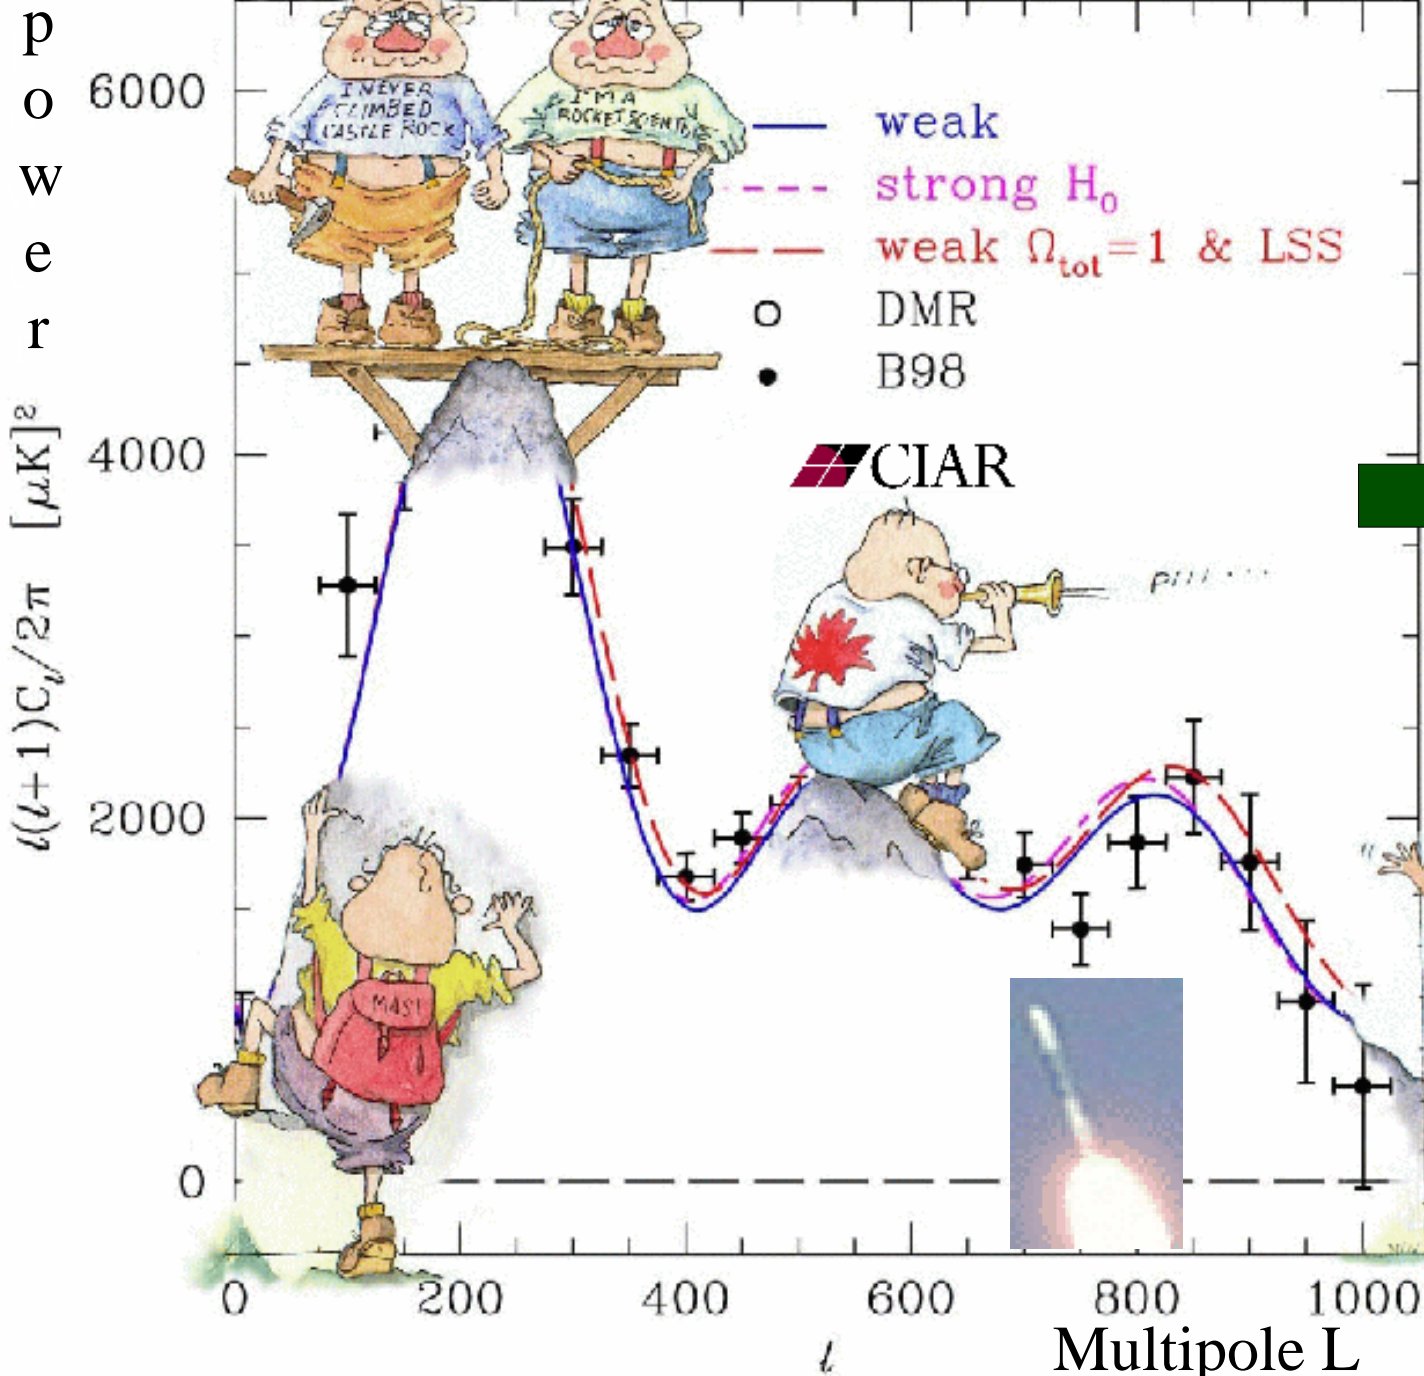 power
6000
4000
2000
0
ℓ(ℓ+1)Cℓ/2π [μK]²
I NEVER
CLIMBED
CASTLE ROCK
I'M A
ROCKET SCIENTIST
weak
strong H₀
weak Ωtot=1 & LSS
DMR
B98
CIAR
MASI
0 200 400 600 800 1000
ℓ
Multipole L